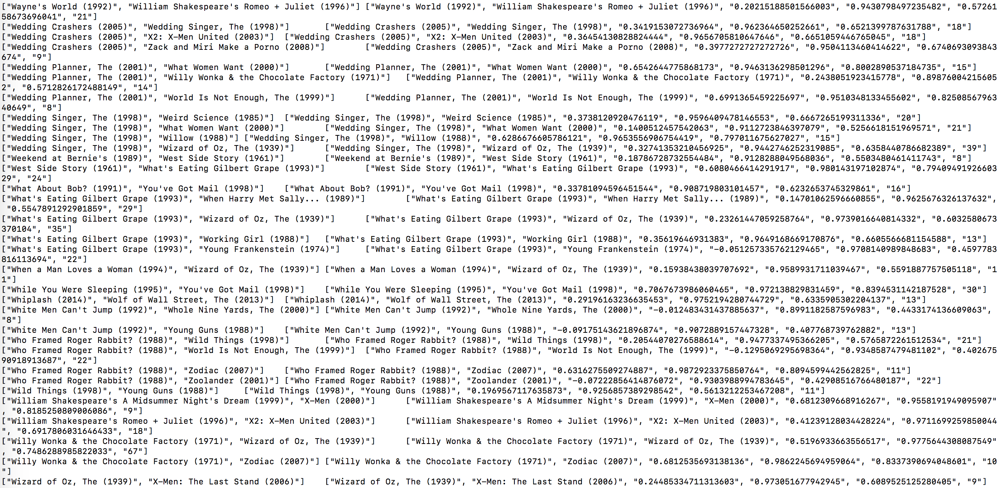 ["Wayne's World (1992)", "William Shakespeare's Romeo + Juliet (1996)"] ["Wayne's World (1992)", "William Shakespeare's Romeo + Juliet (1996)", "0.20215188501566003", "0.9430798497235482", "0.57261
58673696041", "21"]
["Wedding Crashers (2005)", "Wedding Singer, The (1998)"]	["Wedding Crashers (2005)", "Wedding Singer, The (1998)", "0.3419153072736964", "0.962364650252661", "0.6521399787631788", "18"]
["Wedding Crashers (2005)", "X2: X-Men United (2003)"]	["Wedding Crashers (2005)", "X2: X-Men United (2003)", "0.36454130828824444", "0.9656705810647646", "0.6651059446765045", "18"]
["Wedding Crashers (2005)", "Zack and Miri Make a Porno (2008)"]	["Wedding Crashers (2005)", "Zack and Miri Make a Porno (2008)", "0.3977272727272726", "0.9504113460414622", "0.6740693093843
674", "9"]
["Wedding Planner, The (2001)", "What Women Want (2000)"]	["Wedding Planner, The (2001)", "What Women Want (2000)", "0.6542644775868173", "0.9463136298501296", "0.8002890537184735", "15"]
["Wedding Planner, The (2001)", "Willy Wonka & the Chocolate Factory (1971)"]	["Wedding Planner, The (2001)", "Willy Wonka & the Chocolate Factory (1971)", "0.2438051923415778", "0.89876004215605
2", "0.5712826172488149", "14"]
["Wedding Planner, The (2001)", "World Is Not Enough, The (1999)"]	["Wedding Planner, The (2001)", "World Is Not Enough, The (1999)", "0.6991365459225697", "0.9510348133455602", "0.82508567963
40649", "8"]
["Wedding Singer, The (1998)", "Weird Science (1985)"]	["Wedding Singer, The (1998)", "Weird Science (1985)", "0.3738120920476119", "0.9596409478146553", "0.6667265199311336", "20"]
["Wedding Singer, The (1998)", "What Women Want (2000)"]	["Wedding Singer, The (1998)", "What Women Want (2000)", "0.1400512457542063", "0.9112723846397079", "0.5256618151969571", "21"]
["Wedding Singer, The (1998)", "Willow (1988)"]	["Wedding Singer, The (1998)", "Willow (1988)", "0.6286676605786121", "0.9653556906754419", "0.797011675627027", "15"]
["Wedding Singer, The (1998)", "Wizard of Oz, The (1939)"]	["Wedding Singer, The (1998)", "Wizard of Oz, The (1939)", "0.32741353210456925", "0.9442746252319085", "0.6358440786682389", "39"]
["Weekend at Bernie's (1989)", "West Side Story (1961)"]	["Weekend at Bernie's (1989)", "West Side Story (1961)", "0.18786728732554484", "0.9128288049568036", "0.5503480461411743", "8"]
["West Side Story (1961)", "What's Eating Gilbert Grape (1993)"]	["West Side Story (1961)", "What's Eating Gilbert Grape (1993)", "0.6080466414291917", "0.980143197102874", "0.79409491926603
29", "24"]
["What About Bob? (1991)", "You've Got Mail (1998)"]	["What About Bob? (1991)", "You've Got Mail (1998)", "0.33781094596451544", "0.908719803101457", "0.6232653745329861", "16"]
["What's Eating Gilbert Grape (1993)", "When Harry Met Sally... (1989)"]	["What's Eating Gilbert Grape (1993)", "When Harry Met Sally... (1989)", "0.14701062596660855", "0.9625676326137632",
"0.5547891292901859", "29"]
["What's Eating Gilbert Grape (1993)", "Wizard of Oz, The (1939)"]	["What's Eating Gilbert Grape (1993)", "Wizard of Oz, The (1939)", "0.23261447059258764", "0.9739016640814332", "0.6032580673
370104", "35"]
["What's Eating Gilbert Grape (1993)", "Working Girl (1988)"]	["What's Eating Gilbert Grape (1993)", "Working Girl (1988)", "0.35619646931383", "0.9649168669170876", "0.6605566681154588", "13"]
["What's Eating Gilbert Grape (1993)", "Young Frankenstein (1974)"]	["What's Eating Gilbert Grape (1993)", "Young Frankenstein (1974)", "-0.051257335762129465", "0.9708140989848683", "0.4597783
816113694", "22"]
["When a Man Loves a Woman (1994)", "Wizard of Oz, The (1939)"]	["When a Man Loves a Woman (1994)", "Wizard of Oz, The (1939)", "0.15938438039707692", "0.9589931711039467", "0.5591887757505118", "1
1"]
["While You Were Sleeping (1995)", "You've Got Mail (1998)"]	["While You Were Sleeping (1995)", "You've Got Mail (1998)", "0.7067673986060465", "0.972138829831459", "0.8394531142187528", "30"]
["Whiplash (2014)", "Wolf of Wall Street, The (2013)"]	["Whiplash (2014)", "Wolf of Wall Street, The (2013)", "0.29196163236635453", "0.9752194280744729", "0.6335905302204137", "13"]
["White Men Can't Jump (1992)", "Whole Nine Yards, The (2000)"]	["White Men Can't Jump (1992)", "Whole Nine Yards, The (2000)", "-0.012483431437885637", "0.8991182587596983", "0.4433174136609063",
"8"]
["White Men Can't Jump (1992)", "Young Guns (1988)"]	["White Men Can't Jump (1992)", "Young Guns (1988)", "-0.09175143621896874", "0.9072889157447328", "0.407768739762882", "13"]
["Who Framed Roger Rabbit? (1988)", "Wild Things (1998)"]	["Who Framed Roger Rabbit? (1988)", "Wild Things (1998)", "0.20544070276588614", "0.9477337495366205", "0.5765872261512534", "21"]
["Who Framed Roger Rabbit? (1988)", "World Is Not Enough, The (1999)"]	["Who Framed Roger Rabbit? (1988)", "World Is Not Enough, The (1999)", "-0.1295069295698364", "0.9348587479481102", "0.402675
90918913687", "22"]
["Who Framed Roger Rabbit? (1988)", "Zodiac (2007)"]	["Who Framed Roger Rabbit? (1988)", "Zodiac (2007)", "0.6316275509274887", "0.9872923375850764", "0.8094599442562825", "11"]
["Who Framed Roger Rabbit? (1988)", "Zoolander (2001)"]	["Who Framed Roger Rabbit? (1988)", "Zoolander (2001)", "-0.07222856414876072", "0.9303988994783645", "0.42908516766480187", "22"]
["Wild Things (1998)", "Young Guns (1988)"]	["Wild Things (1998)", "Young Guns (1988)", "0.1969567117635873", "0.9256857389298542", "0.5613212253467208", "11"]
["William Shakespeare's A Midsummer Night's Dream (1999)", "X-Men (2000)"]	["William Shakespeare's A Midsummer Night's Dream (1999)", "X-Men (2000)", "0.6812309668916267", "0.9558191949095907"
, "0.8185250809006086", "9"]
["William Shakespeare's Romeo + Juliet (1996)", "X2: X-Men United (2003)"]	["William Shakespeare's Romeo + Juliet (1996)", "X2: X-Men United (2003)", "0.41239128034428224", "0.9711699259850044
", "0.6917806031646433", "18"]
["Willy Wonka & the Chocolate Factory (1971)", "Wizard of Oz, The (1939)"]	["Willy Wonka & the Chocolate Factory (1971)", "Wizard of Oz, The (1939)", "0.5196933663556517", "0.9775644308087549"
, "0.7486288985822033", "67"]
["Willy Wonka & the Chocolate Factory (1971)", "Zodiac (2007)"]	["Willy Wonka & the Chocolate Factory (1971)", "Zodiac (2007)", "0.6812535693138136", "0.9862245694959064", "0.8337390694048601", "10
"]
["Wizard of Oz, The (1939)", "X-Men: The Last Stand (2006)"]	["Wizard of Oz, The (1939)", "X-Men: The Last Stand (2006)", "0.24485334711313603", "0.973051677942945", "0.6089525125280405", "9"]